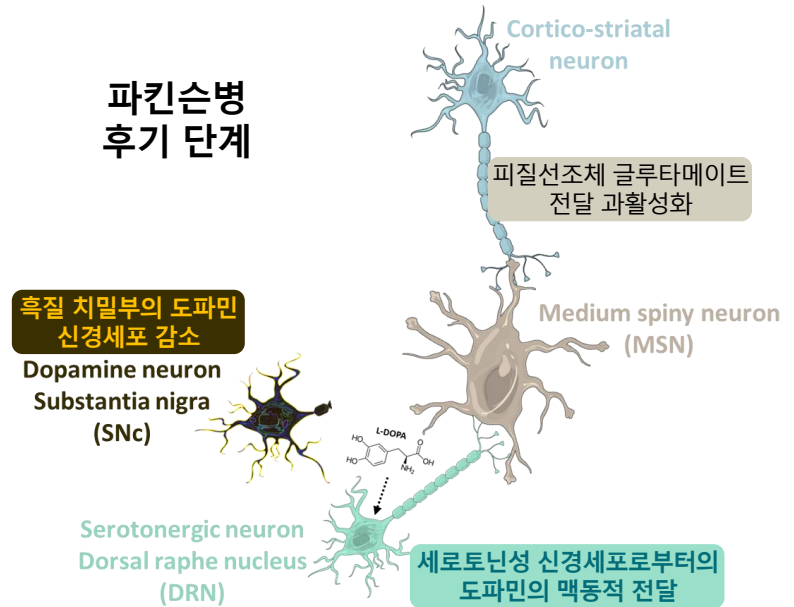 Cortico-striatal
neuron
파킨슨병
후기 단계
피질선조체 글루타메이트
전달 과활성화
흑질 치밀부의 도파민
신경세포 감소
Dopamine neuron
Substantia nigra
(SNc)
Medium spiny neuron
(MSN)
L-DOPA
HO
O
HO
OH
NH₂
Serotonergic neuron
Dorsal raphe nucleus
(DRN)
세로토닌성 신경세포로부터의
도파민의 맥동적 전달